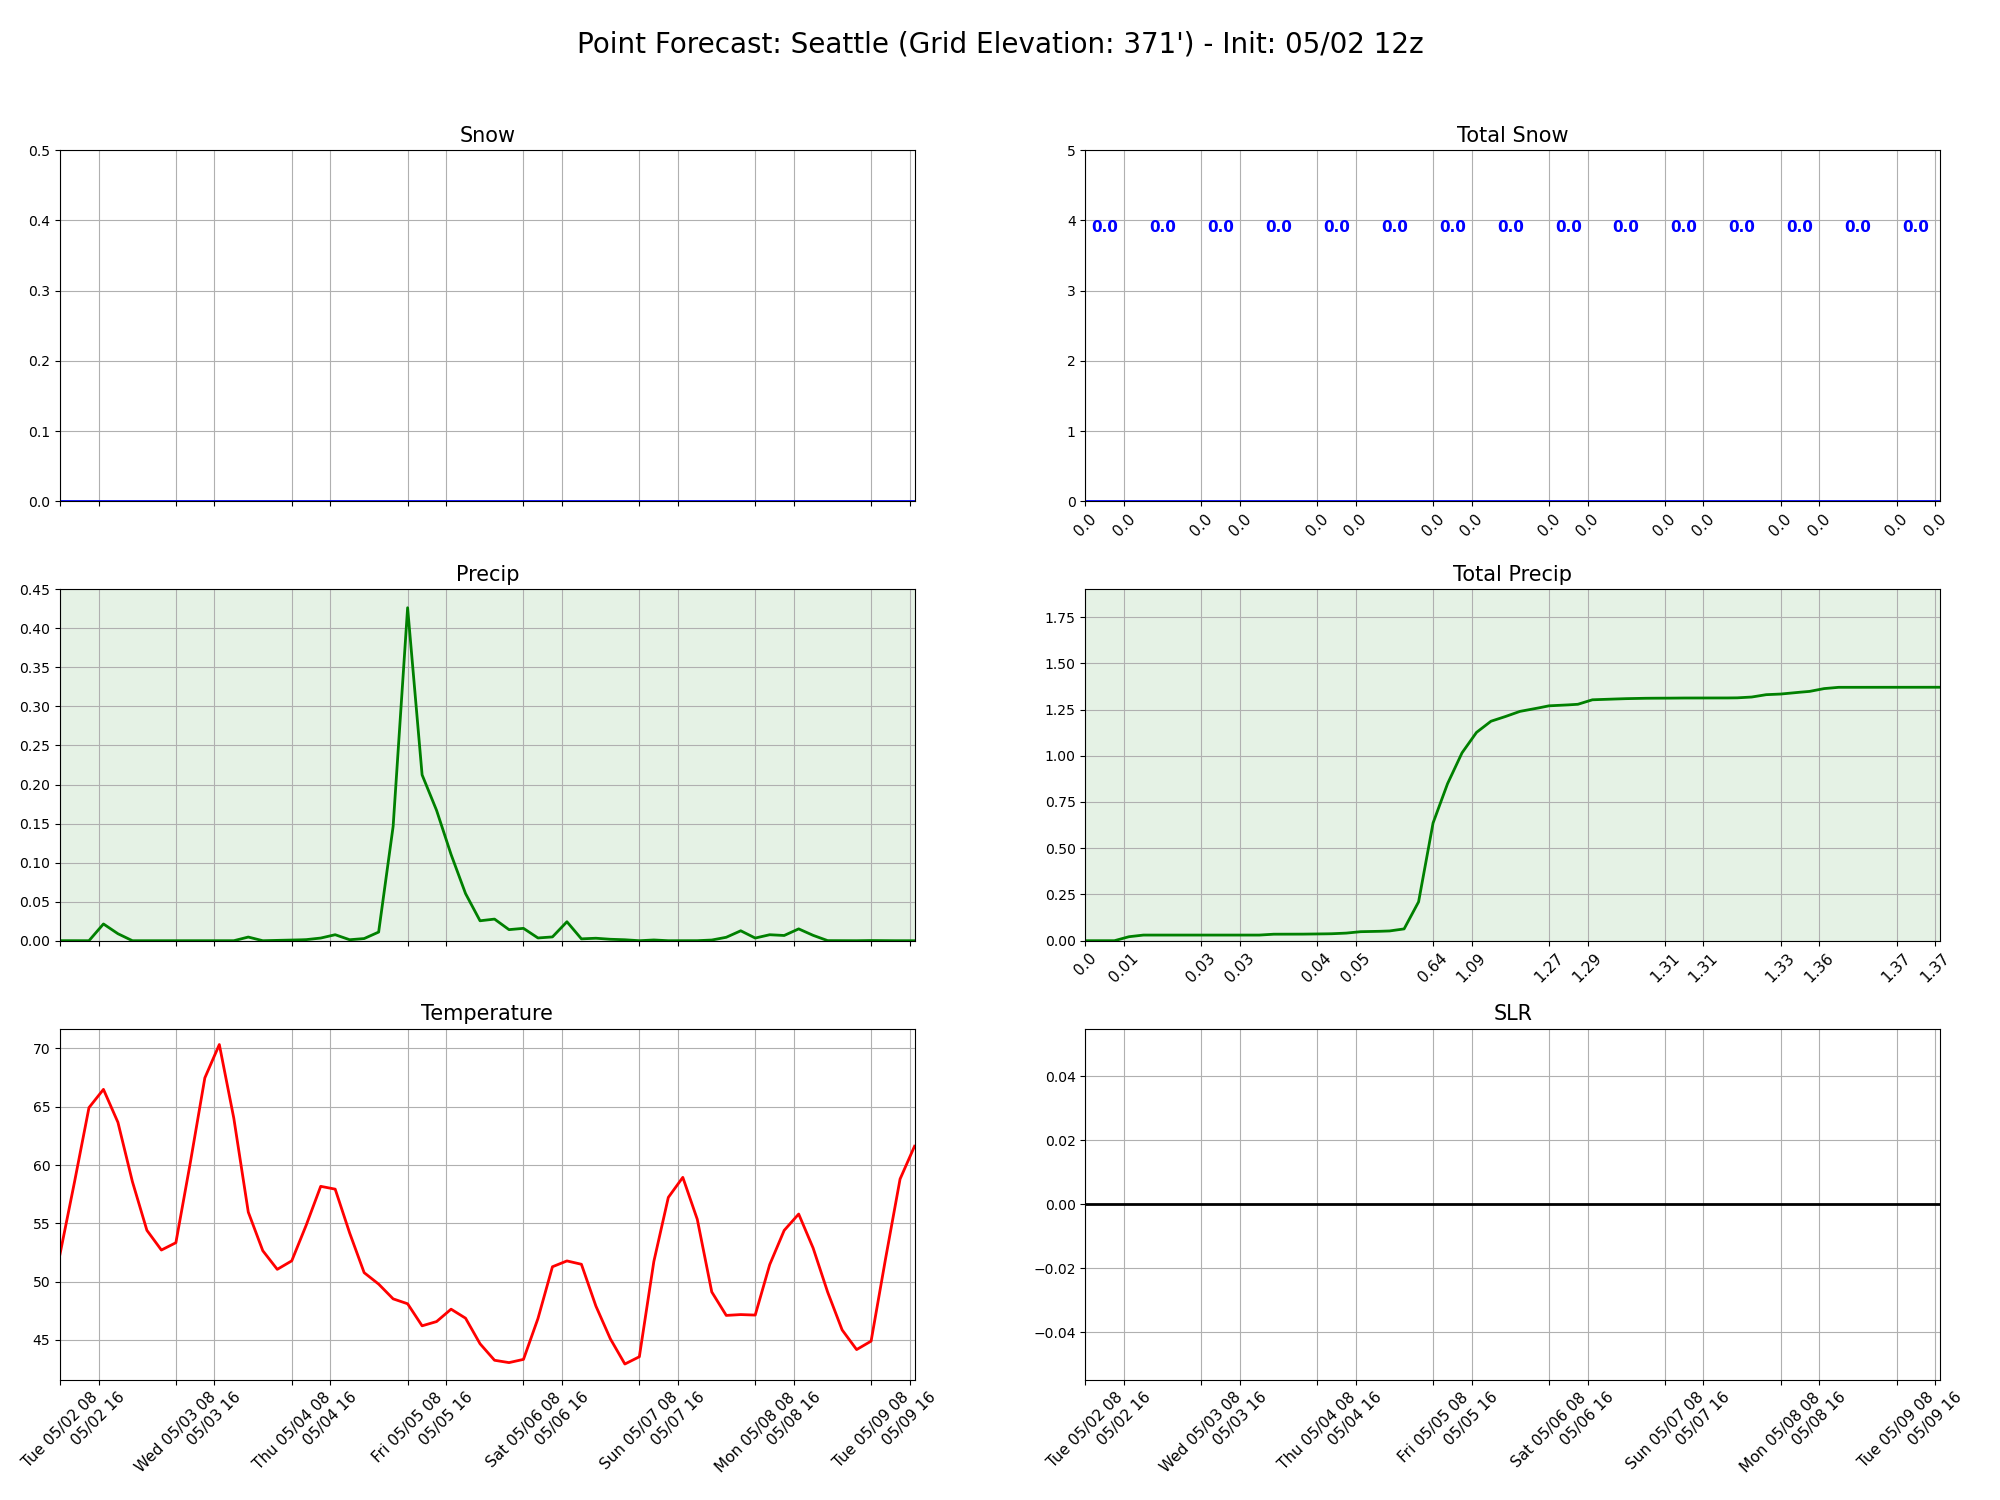 Point Forecast: Seattle (Grid Elevation: 371') - Init: 05/02 12z
Snow
0.5
0.4
0.3
0.2
0.1
0.0
Total Snow
5
4
3
2
1
0
0.0 0.0 0.0 0.0 0.0 0.0 0.0 0.0 0.0 0.0 0.0 0.0 0.0 0.0 0.0
0.0 0.0 0.0 0.0 0.0 0.0 0.0 0.0 0.0 0.0 0.0 0.0 0.0 0.0 0.0 0.0
Precip
0.45
0.40
0.35
0.30
0.25
0.20
0.15
0.10
0.05
0.00
Total Precip
1.75
1.50
1.25
1.00
0.75
0.50
0.25
0.00
0.0 0.01 0.03 0.03 0.04 0.05 0.64 1.09 1.27 1.29 1.31 1.31 1.33 1.36 1.37 1.37
Temperature
70
65
60
55
50
45
Tue 05/02 08
05/02 16
Wed 05/03 08
05/03 16
Thu 05/04 08
05/04 16
Fri 05/05 08
05/05 16
Sat 05/06 08
05/06 16
Sun 05/07 08
05/07 16
Mon 05/08 08
05/08 16
Tue 05/09 08
05/09 16
SLR
0.04
0.02
0.00
−0.02
−0.04
Tue 05/02 08
05/02 16
Wed 05/03 08
05/03 16
Thu 05/04 08
05/04 16
Fri 05/05 08
05/05 16
Sat 05/06 08
05/06 16
Sun 05/07 08
05/07 16
Mon 05/08 08
05/08 16
Tue 05/09 08
05/09 16